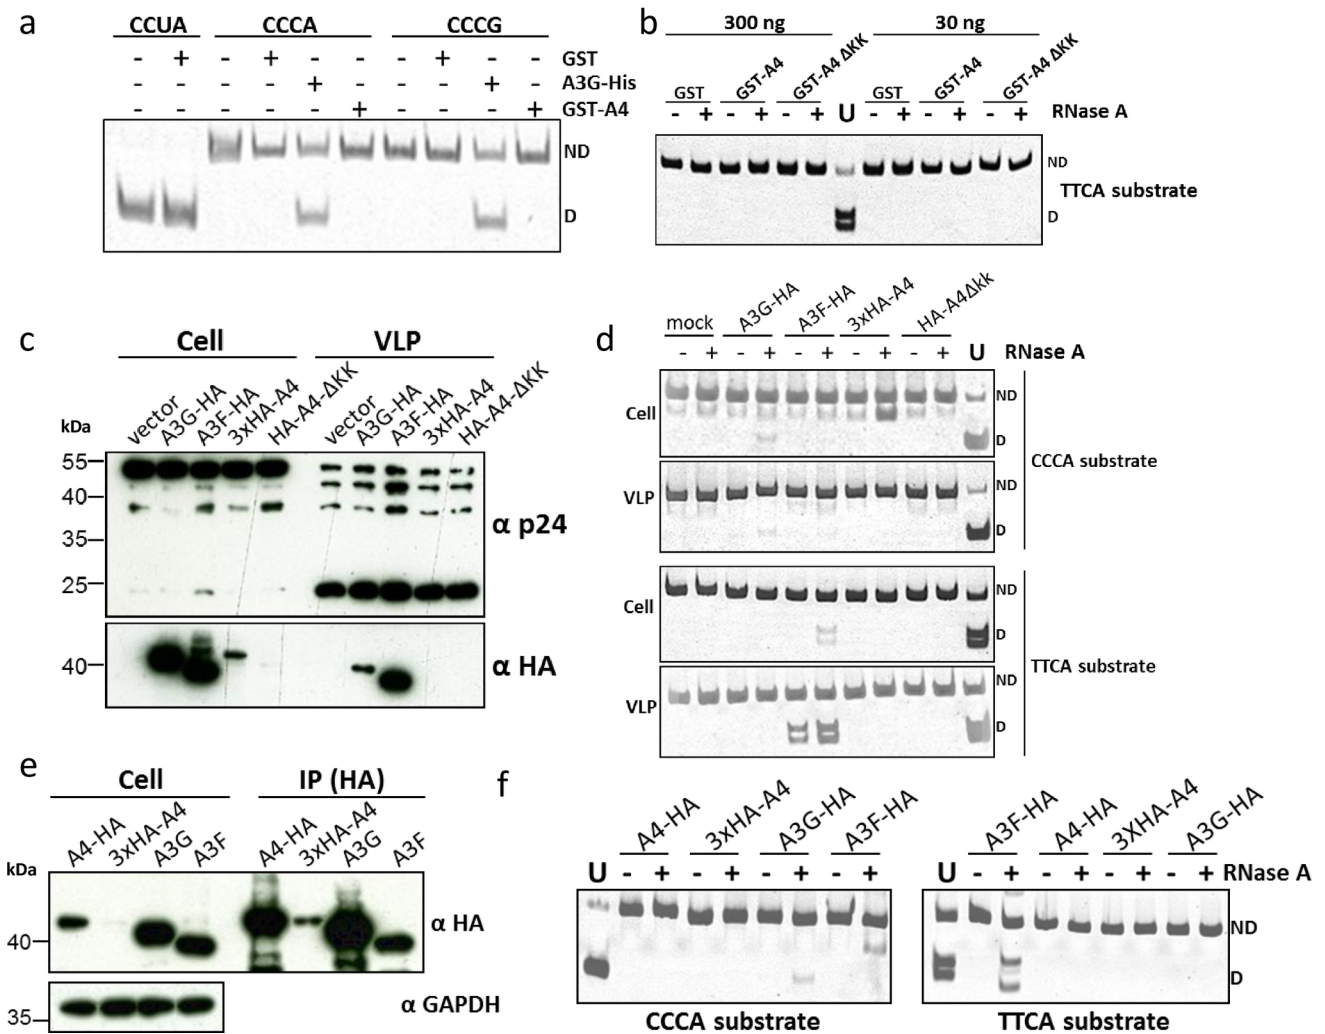 a
CCUA CCCA CCCG
- + - + - - - + - - GST
- - - - + - - - + - A3G-His
- - - - - + - - - + GST-A4
ND
D
b
300 ng 30 ng
GST GST-A4 GST-A4 ΔKK GST GST-A4 GST-A4 ΔKK
- + - + - + U - + - + - + RNase A
ND
TTCA substrate
D
c
Cell VLP
vector A3G-HA A3F-HA 3xHA-A4 HA-A4-ΔKK vector A3G-HA A3F-HA 3xHA-A4 HA-A4-ΔKK
kDa
55
40
35
25
α p24
40
α HA
d
mock A3G-HA A3F-HA 3xHA-A4 HA-A4Δkk
- + - + - + - + - + U RNase A
Cell
ND
D
CCCA substrate
VLP
ND
D
Cell
ND
D
TTCA substrate
VLP
ND
D
e
Cell IP (HA)
A4-HA 3xHA-A4 A3G A3F A4-HA 3xHA-A4 A3G A3F
kDa
40
α HA
35
α GAPDH
f
A4-HA 3xHA-A4 A3G-HA A3F-HA A3F-HA A4-HA 3XHA-A4 A3G-HA
U - + - + - + - + U - + - + - + - + RNase A
ND
D
CCCA substrate TTCA substrate